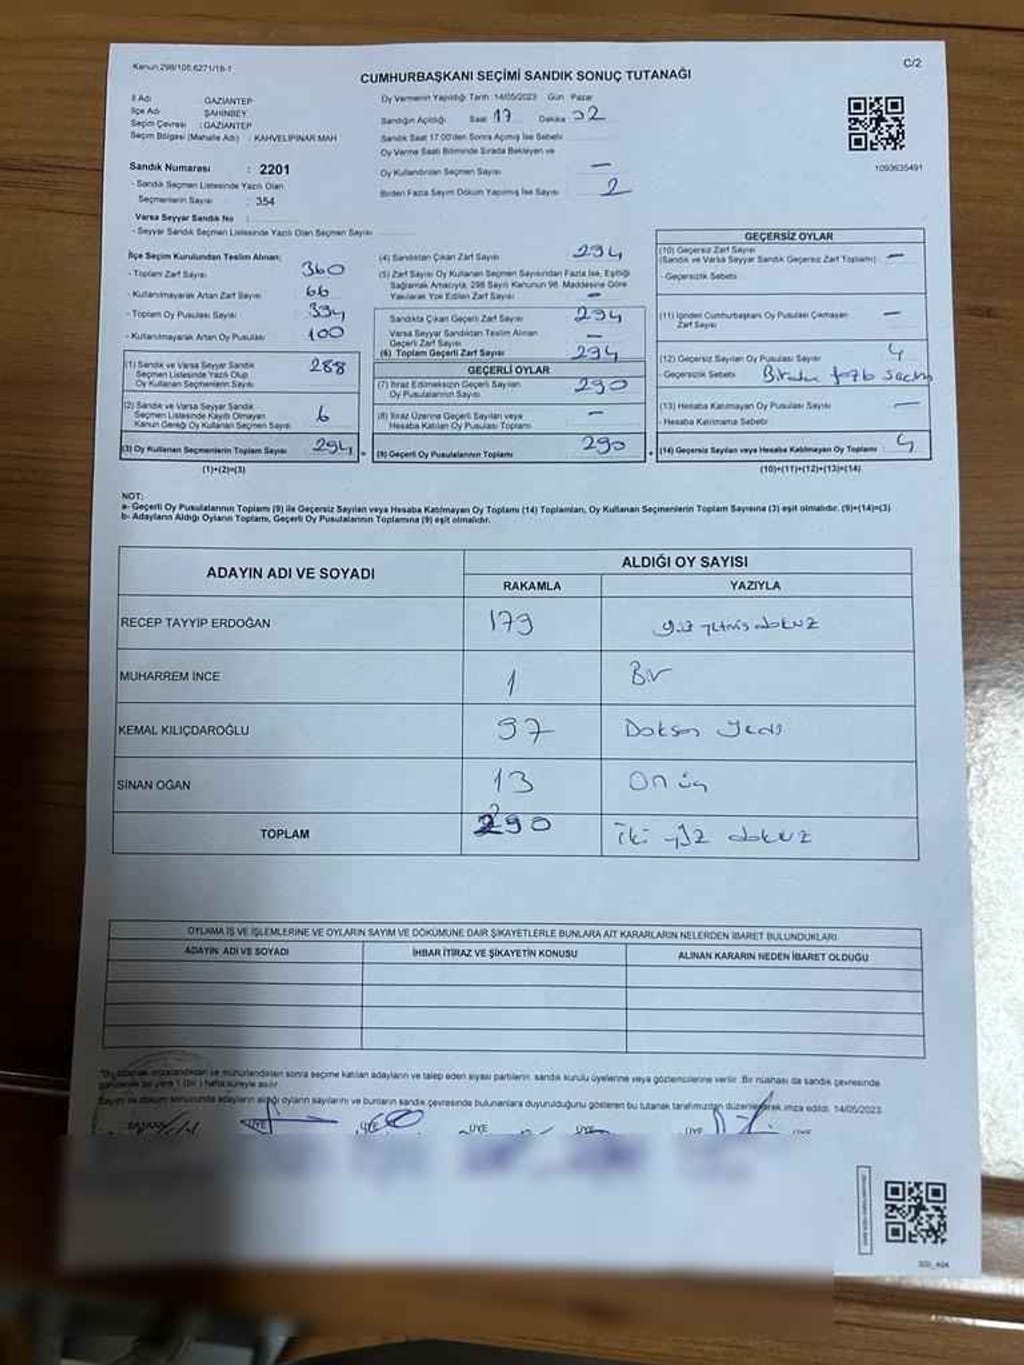 Kanun:298/105,6271/18-1
C/2
CUMHURBAŞKANI SEÇİMİ SANDIK SONUÇ TUTANAĞI
İl Adı : GAZİANTEP
İlçe Adı : ŞAHİNBEY
Seçim Çevresi : GAZİANTEP
Seçim Bölgesi (Mahalle Adı) : KAHVELİPINAR MAH
Sandık Numarası : 2201
- Sandık Seçmen Listesinde Yazılı Olan
Seçmenlerin Sayısı : 354
Varsa Seyyar Sandık No :
- Seyyar Sandık Seçmen Listesinde Yazılı Olan Seçmen Sayısı
Oy Vermenin Yapıldığı Tarih :14/05/2023 Gün : Pazar
Sandığın Açıldığı Saat 17 Dakika 02
Sandık Saat 17.00'den Sonra Açılmış İse Sebebi
Oy Verme Saati Bitiminde Sırada Bekleyen ve
Oy Kullandırılan Seçmen Sayısı —
Birden Fazla Sayım Döküm Yapılmış İse Sayısı 2
1093635491
İlçe Seçim Kurulundan Teslim Alınan:
- Toplam Zarf Sayısı 360
- Kullanılmayarak Artan Zarf Sayısı 66
- Toplam Oy Pusulası Sayısı 394
- Kullanılmayarak Artan Oy Pusulası 100
(1) Sandık ve Varsa Seyyar Sandık
Seçmen Listesinde Yazılı Olup
Oy Kullanan Seçmenlerin Sayısı 288
(2) Sandık ve Varsa Seyyar Sandık
Seçmen Listesinde Kaydı Olmayan
Kanun Gereği Oy Kullanan Seçmen Sayısı 6
(3) Oy Kullanan Seçmenlerin Toplam Sayısı 294
(1)+(2)=(3)
(4) Sandıktan Çıkan Zarf Sayısı 294
(5) Zarf Sayısı Oy Kullanan Seçmen Sayısından Fazla İse, Eşitliği
Sağlamak Amacıyla, 298 Sayılı Kanunun 98. Maddesine Göre
Yakılarak Yok Edilen Zarf Sayısı —
Sandıkta Çıkan Geçerli Zarf Sayısı 294
Varsa Seyyar Sandıktan Teslim Alınan
Geçerli Zarf Sayısı —
(6) Toplam Geçerli Zarf Sayısı 294
GEÇERLİ OYLAR
(7) İtiraz Edilmeksizin Geçerli Sayılan
Oy Pusulalarının Sayısı 290
(8) İtiraz Üzerine Geçerli Sayılan veya
Hesaba Katılan Oy Pusulaları Toplamı —
(9) Geçerli Oy Pusulalarının Toplamı 290
GEÇERSİZ OYLAR
(10) Geçersiz Zarf Sayısı
(Sandık ve Varsa Seyyar Sandık Geçersiz Zarf Toplamı) —
- Geçersizlik Sebebi
(11) İçinden Cumhurbaşkanı Oy Pusulası Çıkmayan
Zarf Sayısı —
(12) Geçersiz Sayılan Oy Pusulası Sayısı 4
- Geçersizlik Sebebi Birden fazla
(13) Hesaba Katılmayan Oy Pusulası Sayısı —
- Hesaba Katılmama Sebebi
(14) Geçersiz Sayılan veya Hesaba Katılmayan Oy Toplamı 4
(10)+(11)+(12)+(13)=(14)
NOT:
a- Geçerli Oy Pusulalarının Toplamı (9) ile Geçersiz Sayılan veya Hesaba Katılmayan Oy Toplamı (14) Toplamları, Oy Kullanan Seçmenlerin Toplam Sayısına (3) eşit olmalıdır. (9)+(14)=(3)
b- Adayların Aldığı Oyların Toplamı, Geçerli Oy Pusulalarının Toplamına (9) eşit olmalıdır.
ADAYIN ADI VE SOYADI
ALDIĞI OY SAYISI
RAKAMLA YAZIYLA
RECEP TAYYİP ERDOĞAN 179 yüz yetmiş dokuz
MUHARREM İNCE 1 Bir
KEMAL KILIÇDAROĞLU 97 Doksan yedi
SİNAN OĞAN 13 On üç
TOPLAM 290 iki yüz dokuz
OYLAMA İŞ VE İŞLEMLERİNE VE OYLARIN SAYIM VE DÖKÜMÜNE DAİR ŞİKAYETLERLE BUNLARA AİT KARARLARIN NELERDEN İBARET BULUNDUKLARI
ADAYIN ADI VE SOYADI
İHBAR İTİRAZ VE ŞİKAYETİN KONUSU
ALINAN KARARIN NEDEN İBARET OLDUĞU
imzalandıktan ve mühürlendikten sonra seçime katılan adayların ve talep eden siyasi partilerin, sandık kurulu üyelerine veya gözlemcilerine verilir. Bir nüshası da sandık çevresinde
Sayım ve döküm sonucunda adayların aldığı oyların sayılarını ve bunların sandık çevresinde bulunanlara duyurulduğunu gösteren bu tutanak tarafımızdan düzenlenerek imza edildi. 14/05/2023
BAŞKAN ÜYE ÜYE ÜYE ÜYE ÜYE ÜYE